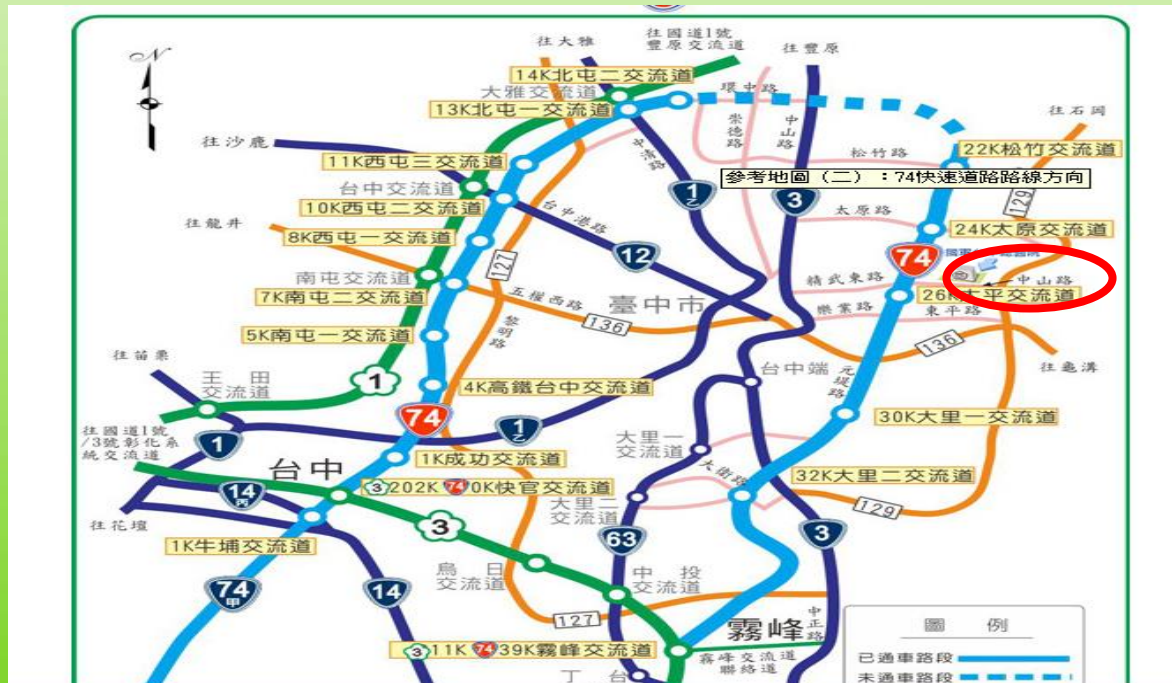 往國道1號
豐原交流道
往大雅
往豐原
14K北屯二交流道
大雅交流道
環中路
13K北屯一交流道
往石岡
往沙鹿
崇德路
中山路
中清路
松竹路
22K松竹交流道
11K西屯三交流道
參考地圖（二）：74快速道路路線方向
台中交流道
1乙
3
129
10K西屯二交流道
台中港路
太原路
24K太原交流道
往龍井
8K西屯一交流道
12
74
127
南屯交流道
精武東路
中山路
7K南屯二交流道
五權西路
臺中市
26K太平交流道
樂業路
東平路
136
136
5K南屯一交流道
黎明路
往苗栗
台中端
元堤路
往龜溝
王田
交流道
1
4K高鐵台中交流道
74
30K大里一交流道
往國道1號
/3號彰化系
統交流道
1
1乙
大里一
交流道
1K成功交流道
大衛路
32K大里二交流道
台中
14丙
3 202K 74 0K快官交流道
大里二
交流道
129
往花壇
3
63
3
1K牛埔交流道
烏日
交流道
中投
交流道
74甲
14
127
霧峰
中正路
圖例
3 11K 74 39K霧峰交流道
霧峰交流道
聯絡道
已通車路段
丁台
未通車路段